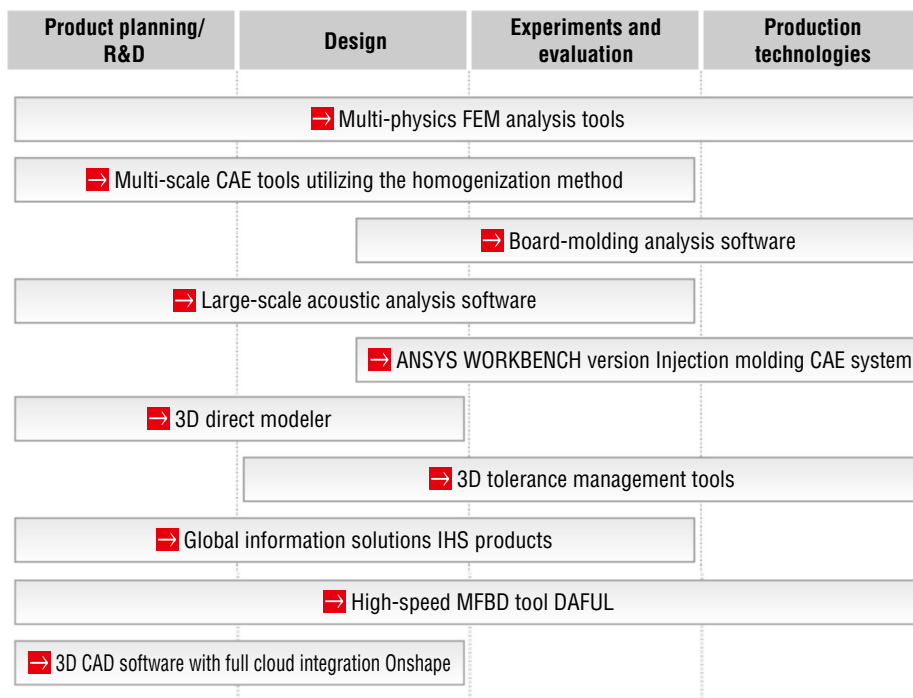 Product planning/
R&D
Design
Experiments and
evaluation
Production
technologies
→ Multi-physics FEM analysis tools
→ Multi-scale CAE tools utilizing the homogenization method
→ Board-molding analysis software
→ Large-scale acoustic analysis software
→ ANSYS WORKBENCH version Injection molding CAE system
→ 3D direct modeler
→ 3D tolerance management tools
→ Global information solutions IHS products
→ High-speed MFBD tool DAFUL
→ 3D CAD software with full cloud integration Onshape